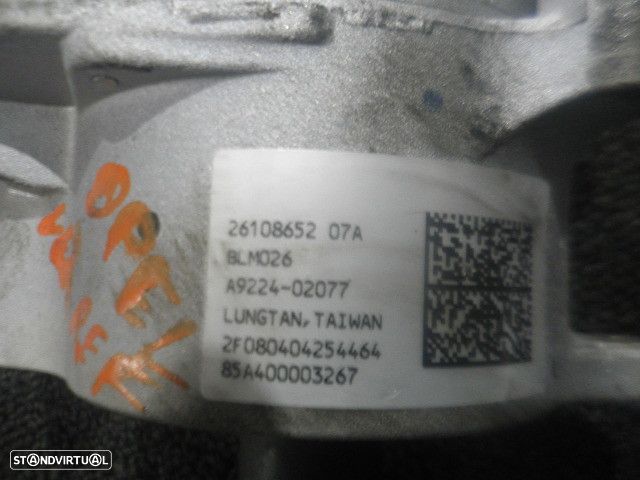 26108652 07A
BLM026
A9224-02077
LUNGTAN, TAIWAN
2F080404254464
85A400003267
OPEL
STANDVIRTUAL